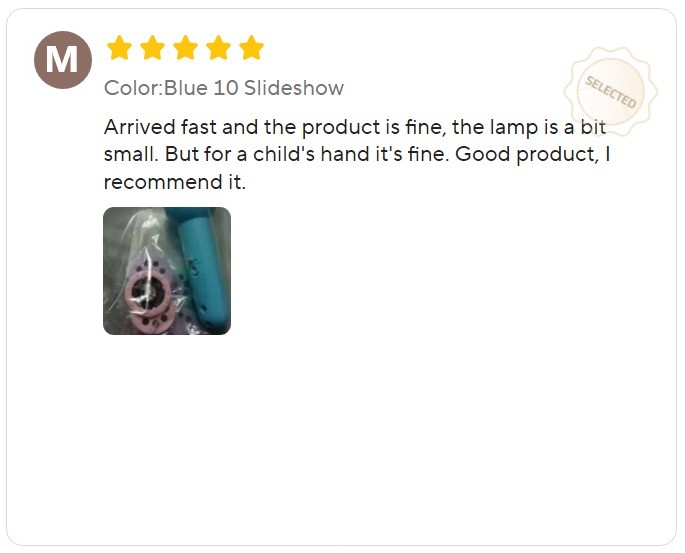 M
Color:Blue 10 Slideshow
SELECTED
Arrived fast and the product is fine, the lamp is a bit
small. But for a child's hand it's fine. Good product, I
recommend it.